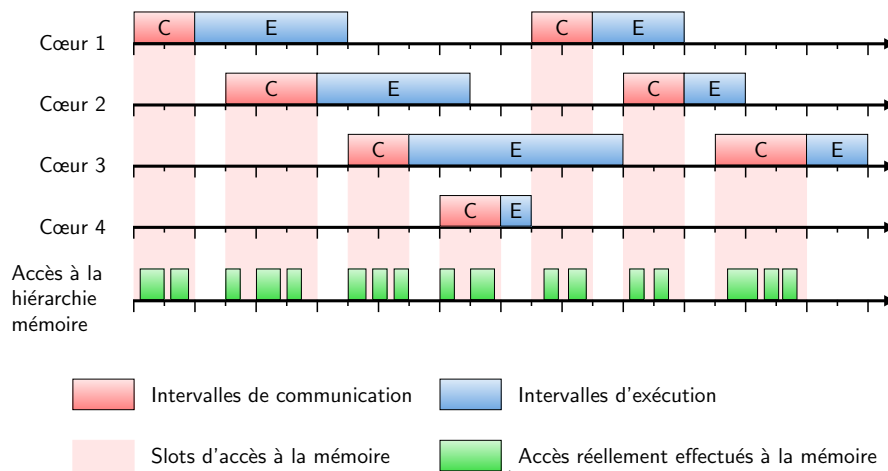 Cœur 1
C E C E
Cœur 2
C E C E
Cœur 3
C E C E
Cœur 4
C E
Accès à la
hiérarchie
mémoire
Intervalles de communication
Intervalles d'exécution
Slots d'accès à la mémoire
Accès réellement effectués à la mémoire